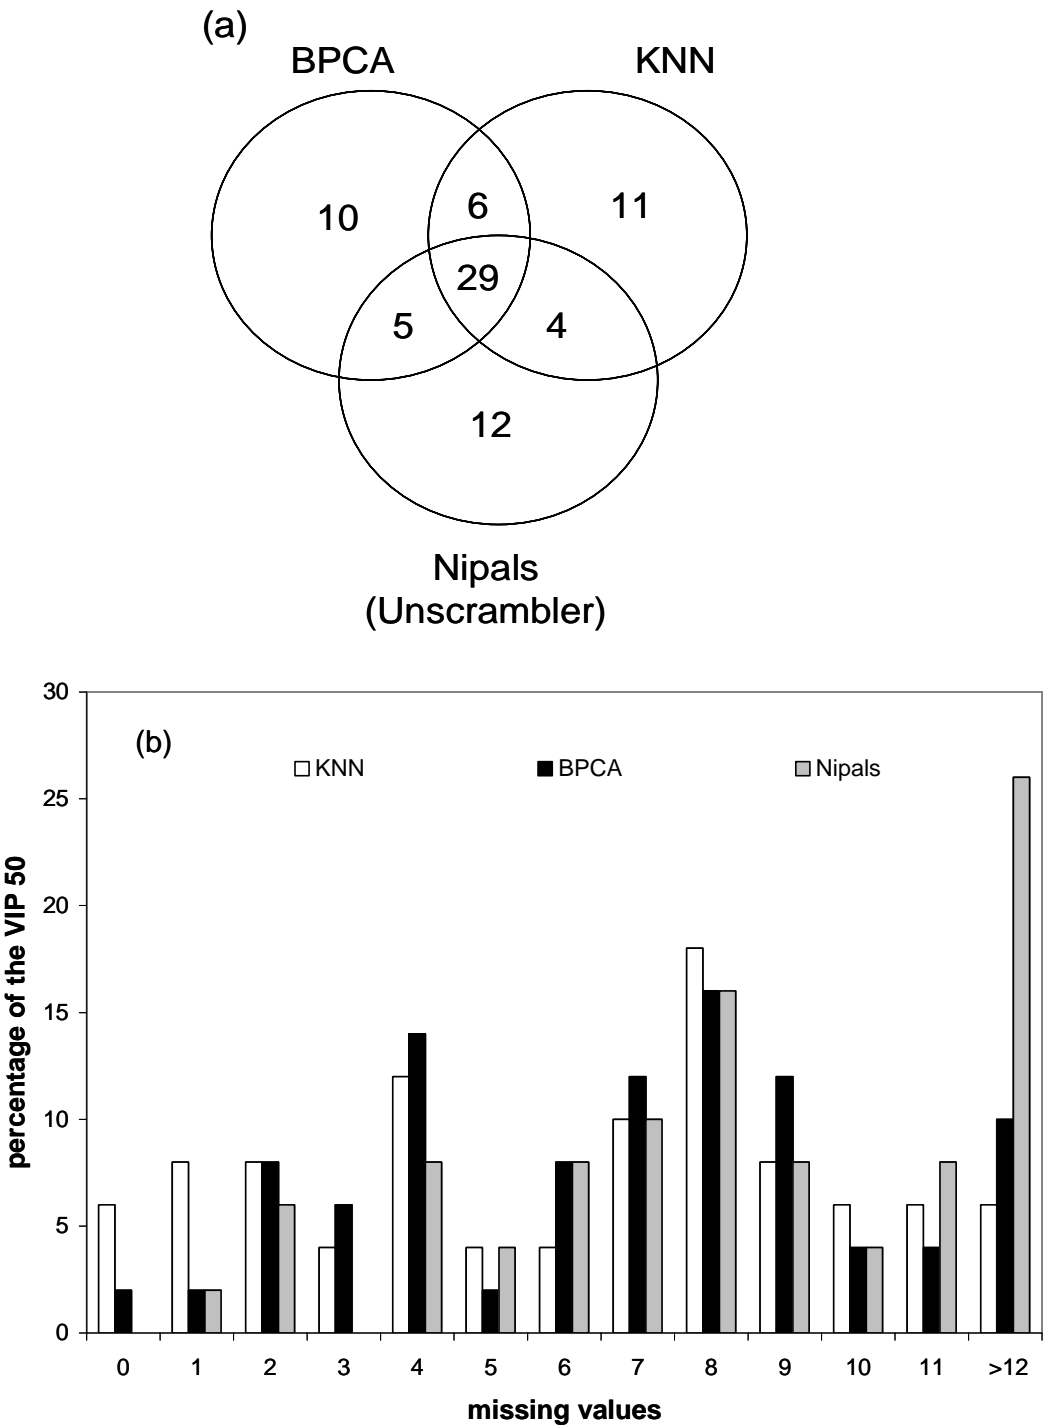 (a)
BPCA KNN
10 6 11
29
5 4
12
Nipals
(Unscrambler)
(b)
KNN BPCA Nipals
percentage of the VIP 50
30
25
20
15
10
5
0
0 1 2 3 4 5 6 7 8 9 10 11 >12
missing values